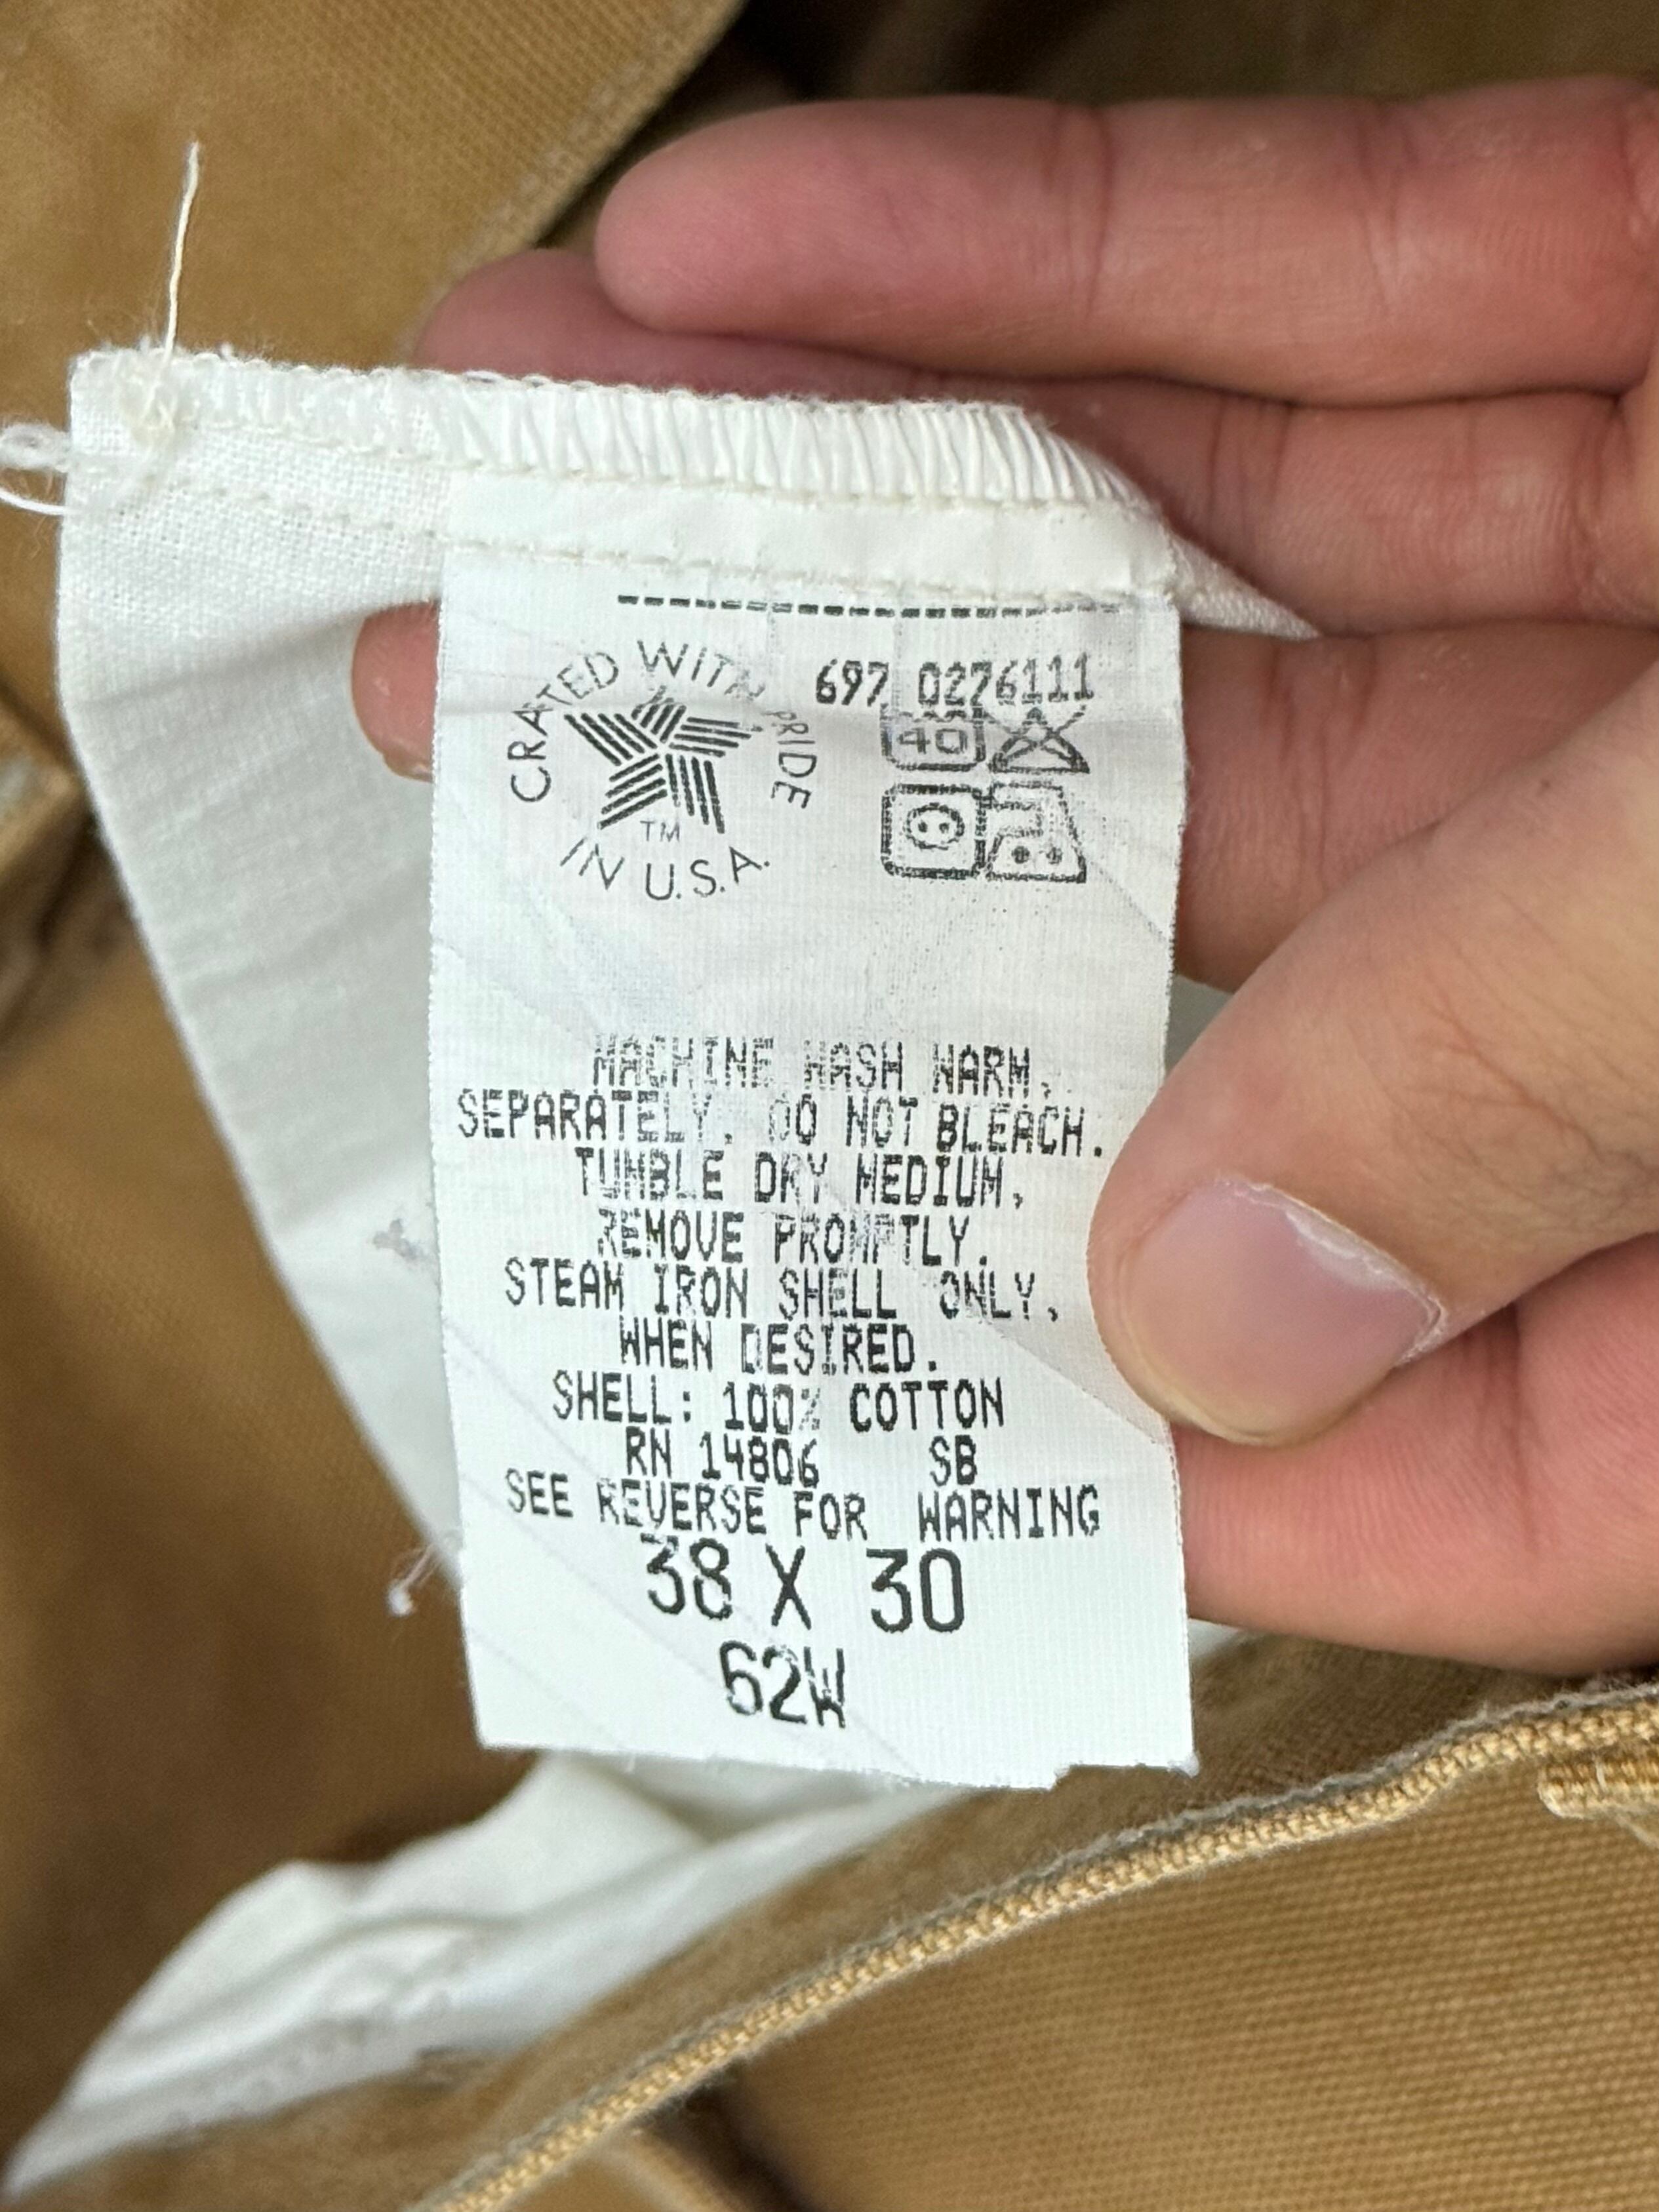 CRATED WITH PRIDE
TM
IN U.S.A.
697 0276111
40
MACHINE WASH WARM,
SEPARATELY. DO NOT BLEACH.
TUMBLE DRY MEDIUM,
REMOVE PROMPTLY.
STEAM IRON SHELL ONLY,
WHEN DESIRED.
SHELL: 100% COTTON
RN 14806 SB
SEE REVERSE FOR WARNING
38 X 30
62W